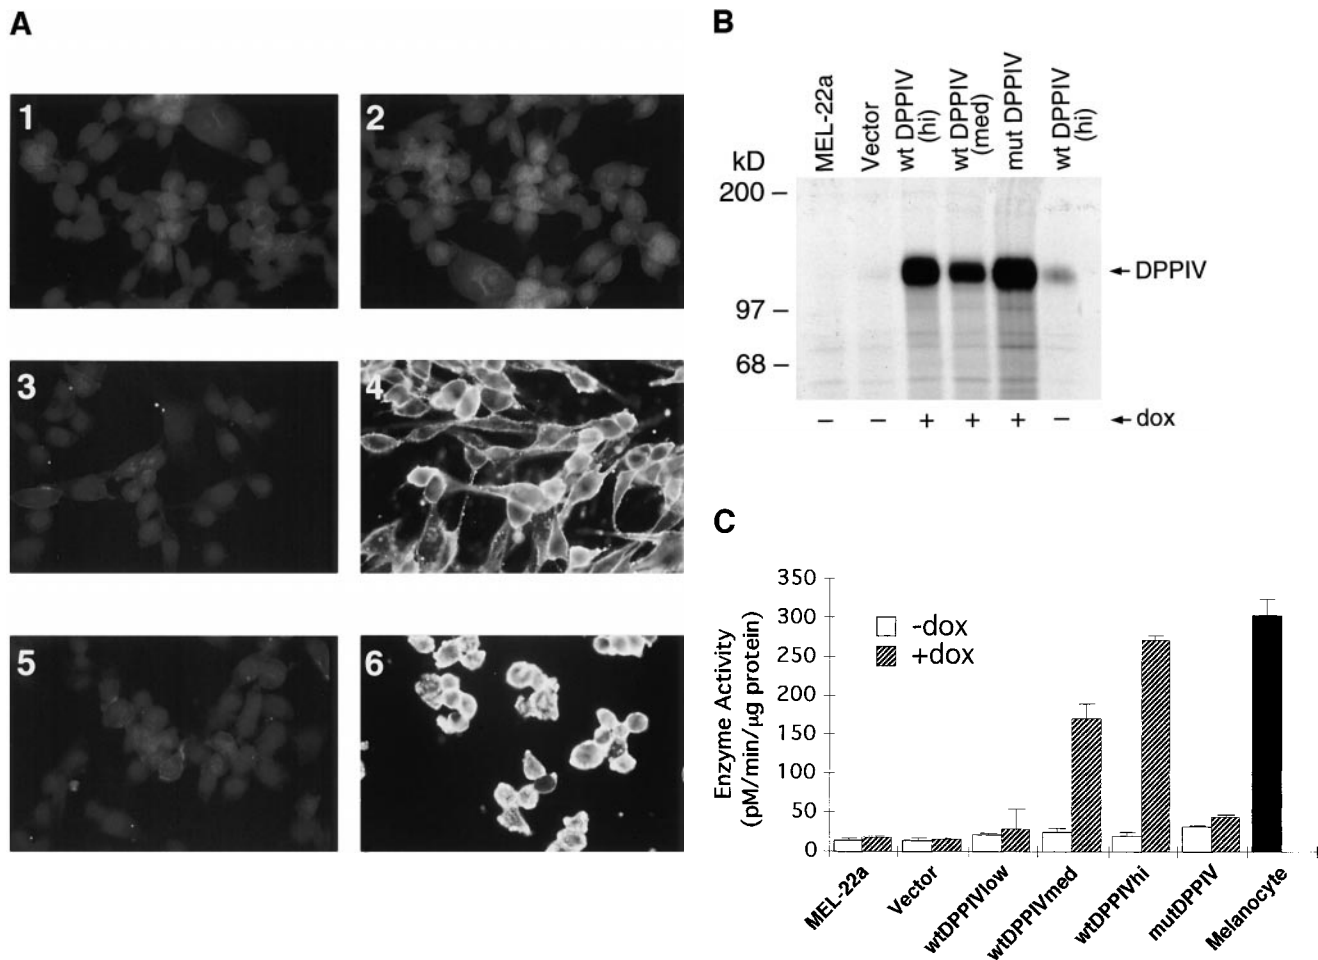 A
1
2
3
4
5
6
B
MEL-22a
Vector
wt DPPIV
(hi)
wt DPPIV
(med)
mut DPPIV
wt DPPIV
(hi)
kD
200 –
97 –
68 –
← DPPIV
– – + + + – ← dox
C
Enzyme Activity
(pM/min/µg protein)
350
300
250
200
150
100
50
0
-dox
+dox
MEL-22a
Vector
wtDPPIVlow
wtDPPIVmed
wtDPPIVhi
mutDPPIV
Melanocyte